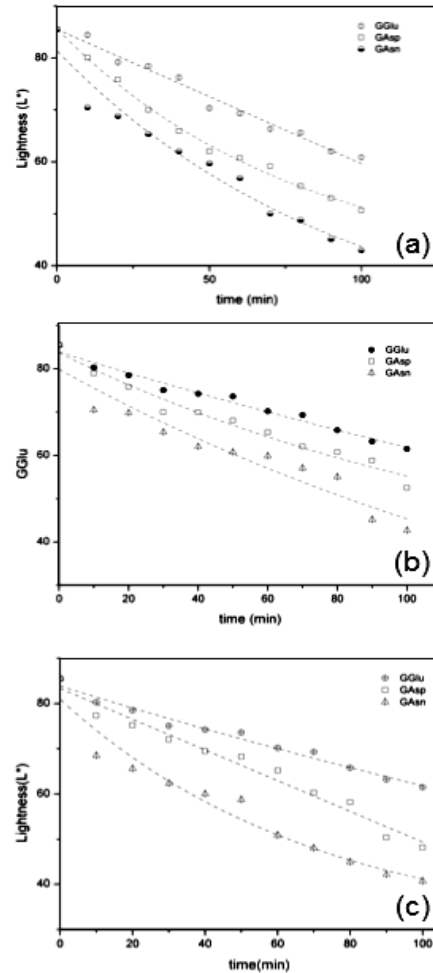 GGlu
GAsp
GAsn
80
60
40
Lightness (L*)
0
50
100
time (min)
(a)
GGlu
GAsp
GAsn
80
60
40
GGlu
0
20
40
60
80
100
time (min)
(b)
GGlu
GAsp
GAsn
80
60
40
Lightness(L*)
0
20
40
60
80
100
time(min)
(c)